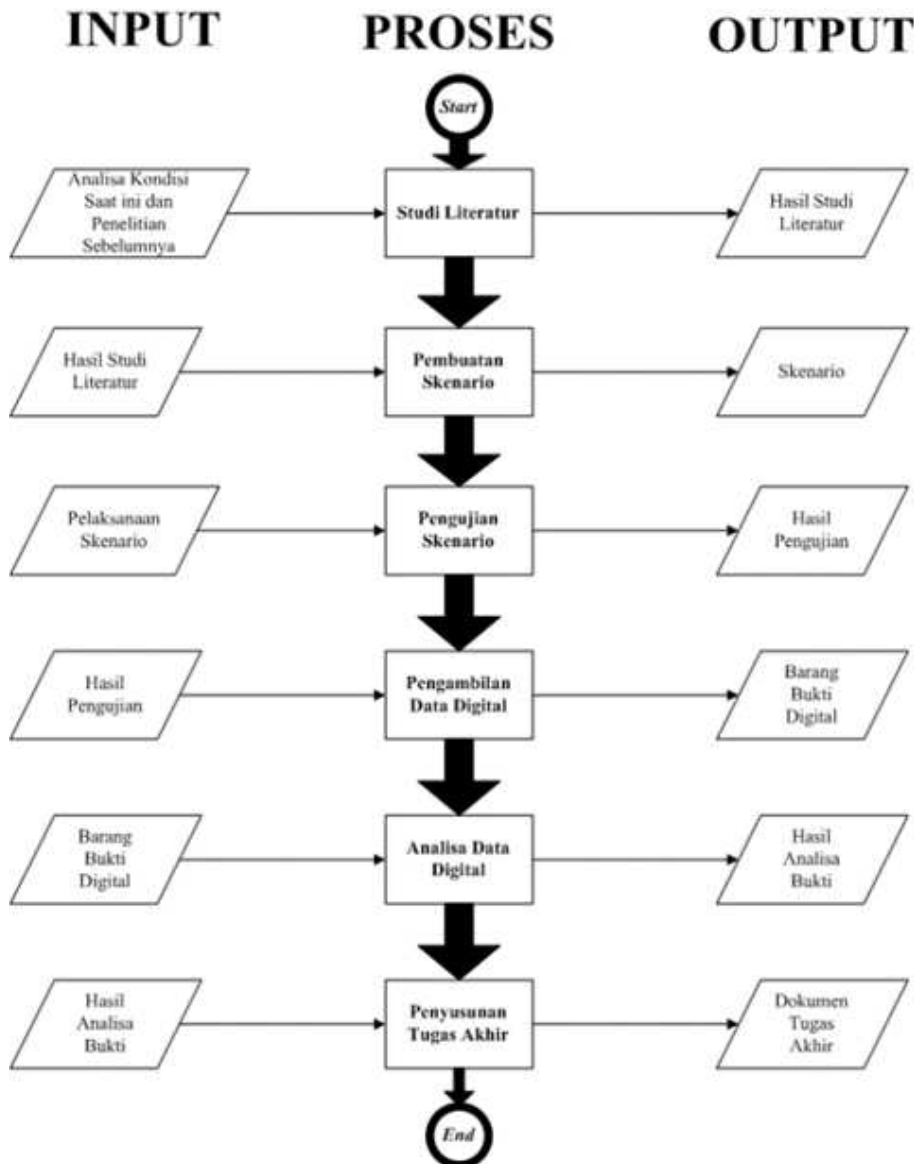 INPUT
PROSES
OUTPUT
Start
Analisa Kondisi
Saat ini dan
Penelitian
Sebelumnya
Studi Literatur
Hasil Studi
Literatur
Hasil Studi
Literatur
Pembuatan
Skenario
Skenario
Pelaksanaan
Skenario
Pengujian
Skenario
Hasil
Pengujian
Hasil
Pengujian
Pengambilan
Data Digital
Barang
Bukti
Digital
Barang
Bukti
Digital
Analisa Data
Digital
Hasil
Analisa
Bukti
Hasil
Analisa
Bukti
Penyusunan
Tugas Akhir
Dokumen
Tugas
Akhir
End